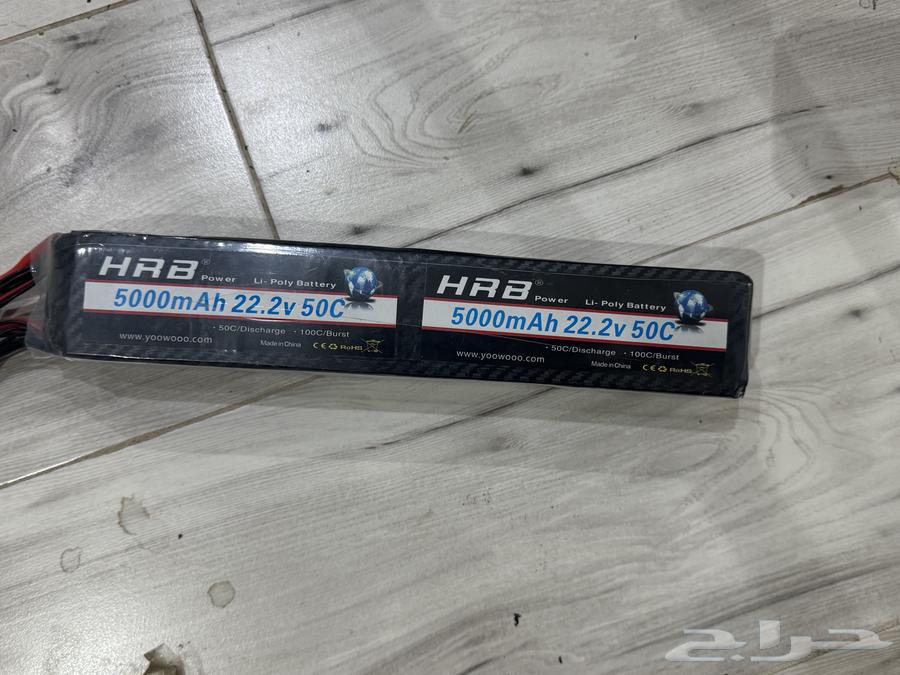 HRB®
Power Li-Poly Battery
5000mAh 22.2v 50C
· 50C/Discharge · 100C/Burst
www.yoowooo.com
Made in China CE RoHS
HRB®
Power Li-Poly Battery
5000mAh 22.2v 50C
· 50C/Discharge · 100C/Burst
www.yoowooo.com
Made in China CE RoHS
حراج